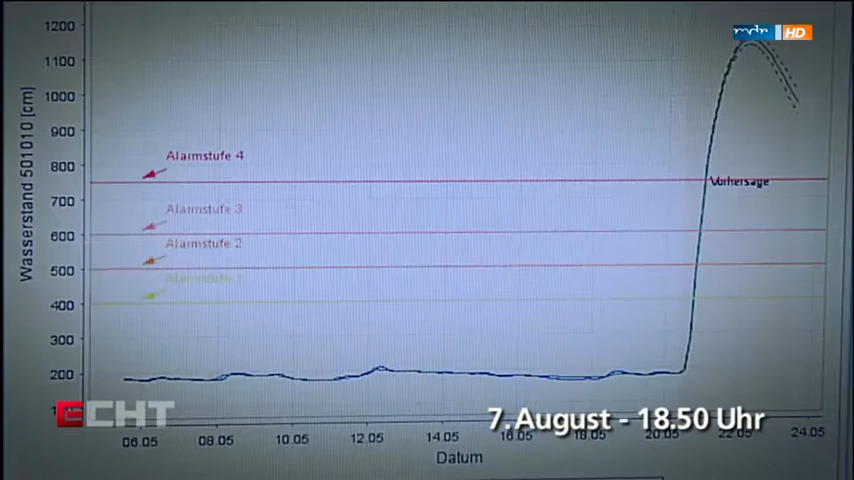 mdr HD
1200
1100
1000
900
800
700
600
500
400
300
200
Wasserstand 501010 [cm]
Alarmstufe 4
Alarmstufe 3
Alarmstufe 2
Alarmstufe 1
Vorhersage
ECHT
7. August - 18.50 Uhr
06.05 08.05 10.05 12.05 14.05 16.05 18.05 20.05 22.05 24.05
Datum